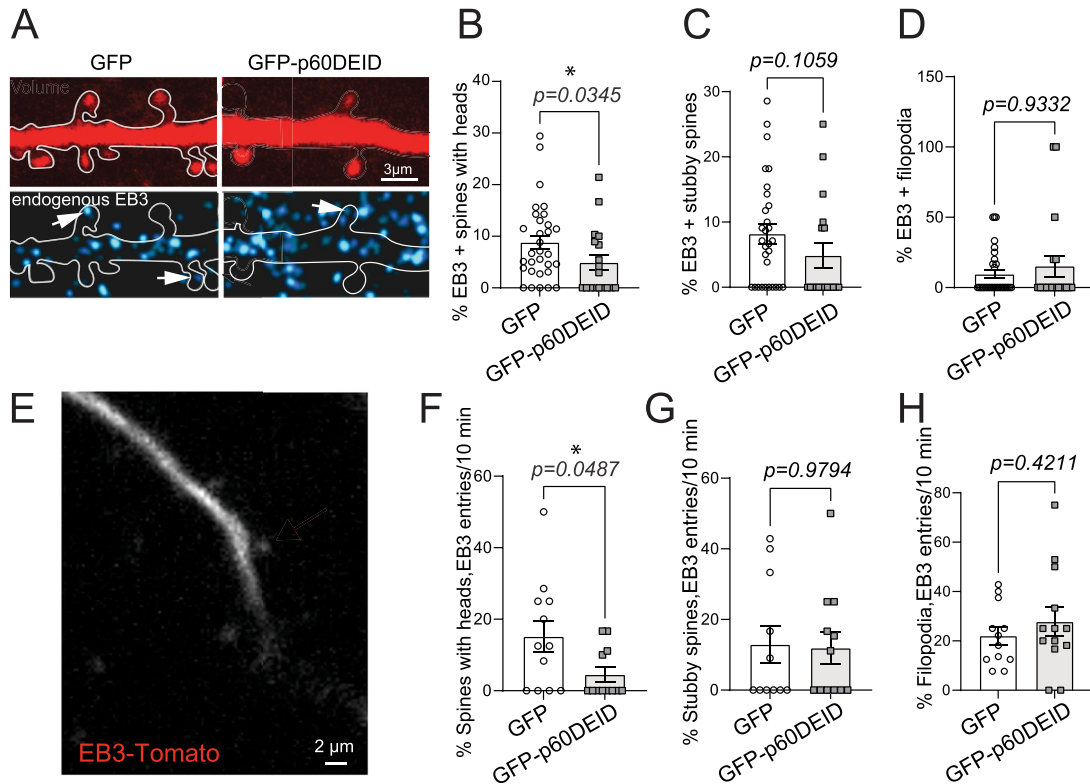 A
GFP
GFP-p60DEID
Volume
3µm
endogenous EB3
B
% EB3 + spines with heads
40
30
20
10
0
*
p=0.0345
GFP
GFP-p60DEID
C
% EB3 + stubby spines
30
20
10
0
p=0.1059
GFP
GFP-p60DEID
D
% EB3 + filopodia
150
100
50
0
p=0.9332
GFP
GFP-p60DEID
E
EB3-Tomato
2 µm
F
% Spines with heads,EB3 entries/10 min
60
40
20
0
*
p=0.0487
GFP
GFP-p60DEID
G
% Stubby spines,EB3 entries/10 min
60
40
20
0
p=0.9794
GFP
GFP-p60DEID
H
% Filopodia,EB3 entries/10 min
80
60
40
20
0
p=0.4211
GFP
GFP-p60DEID